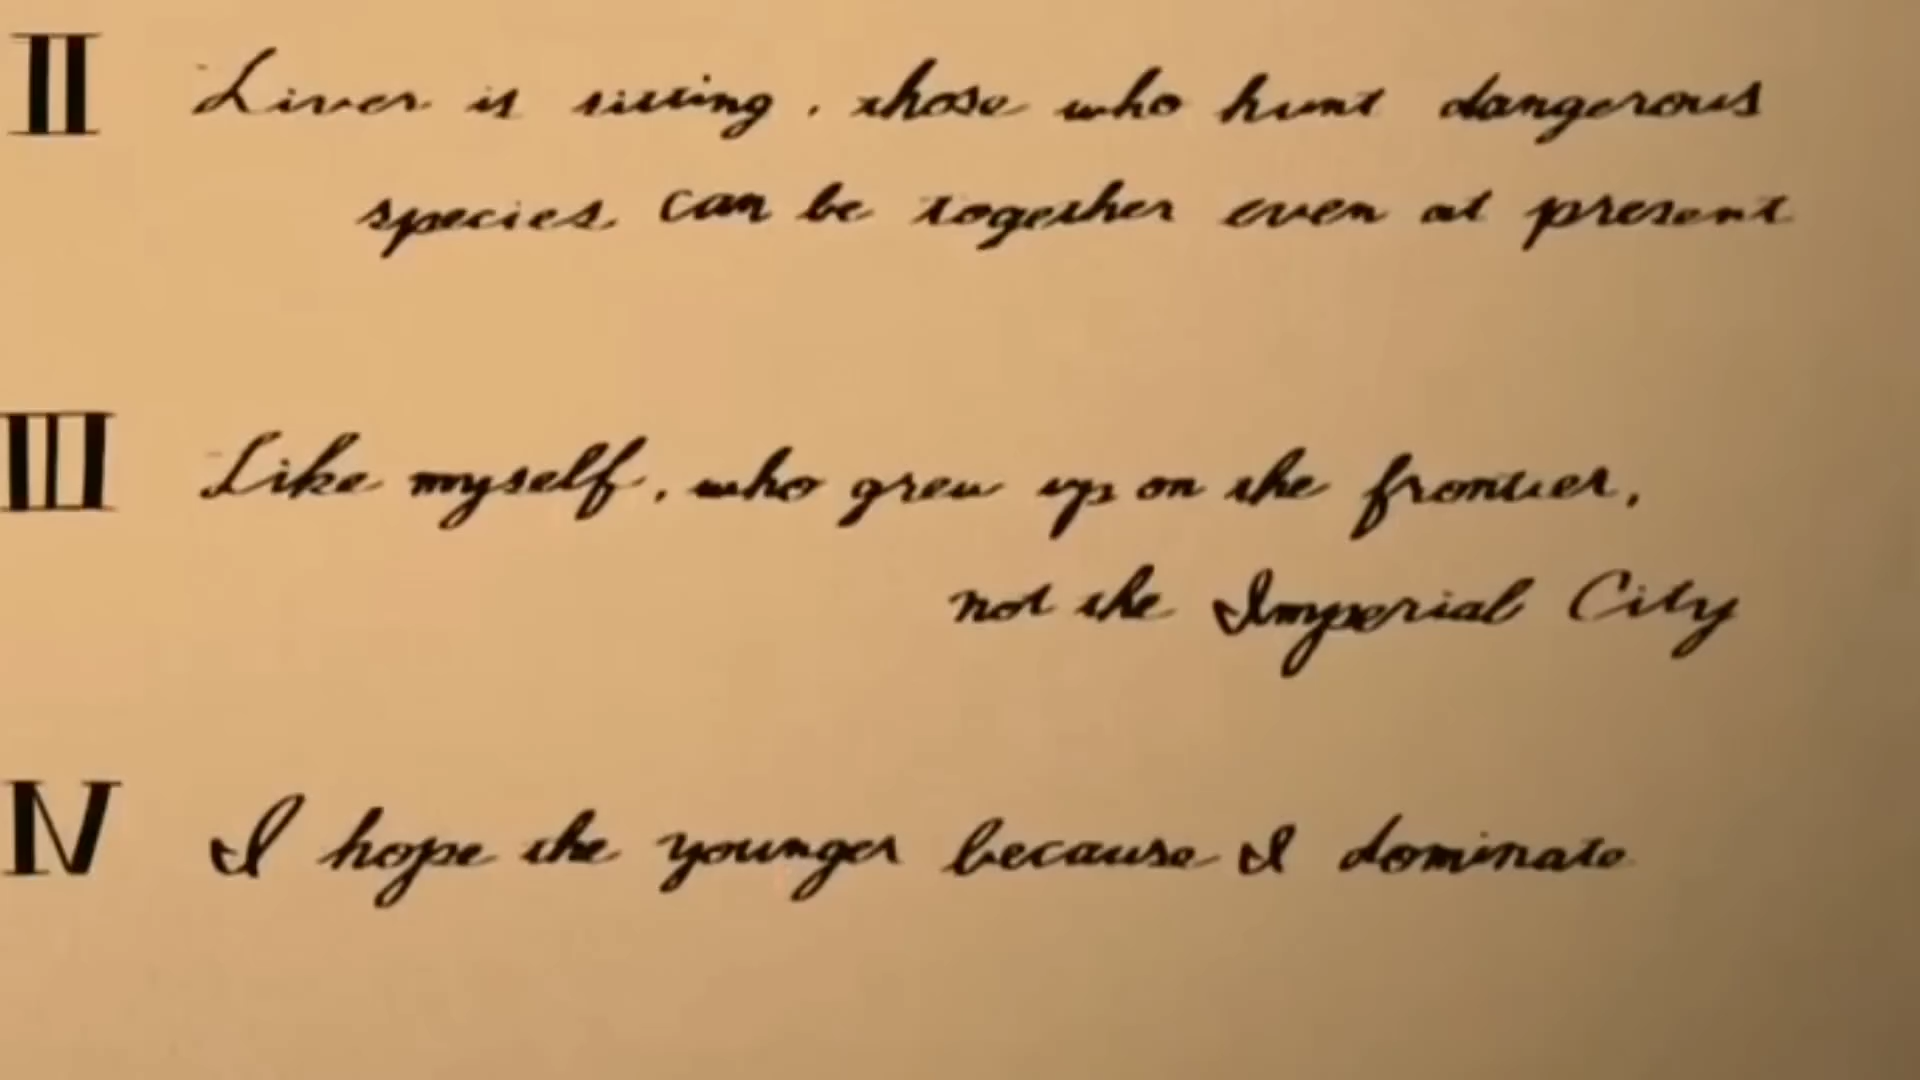 II Liver is sitting, those who hunt dangerous
species can be together even at present
III Like myself, who grew up on the frontier,
not the Imperial City
IV I hope the younger because I dominate